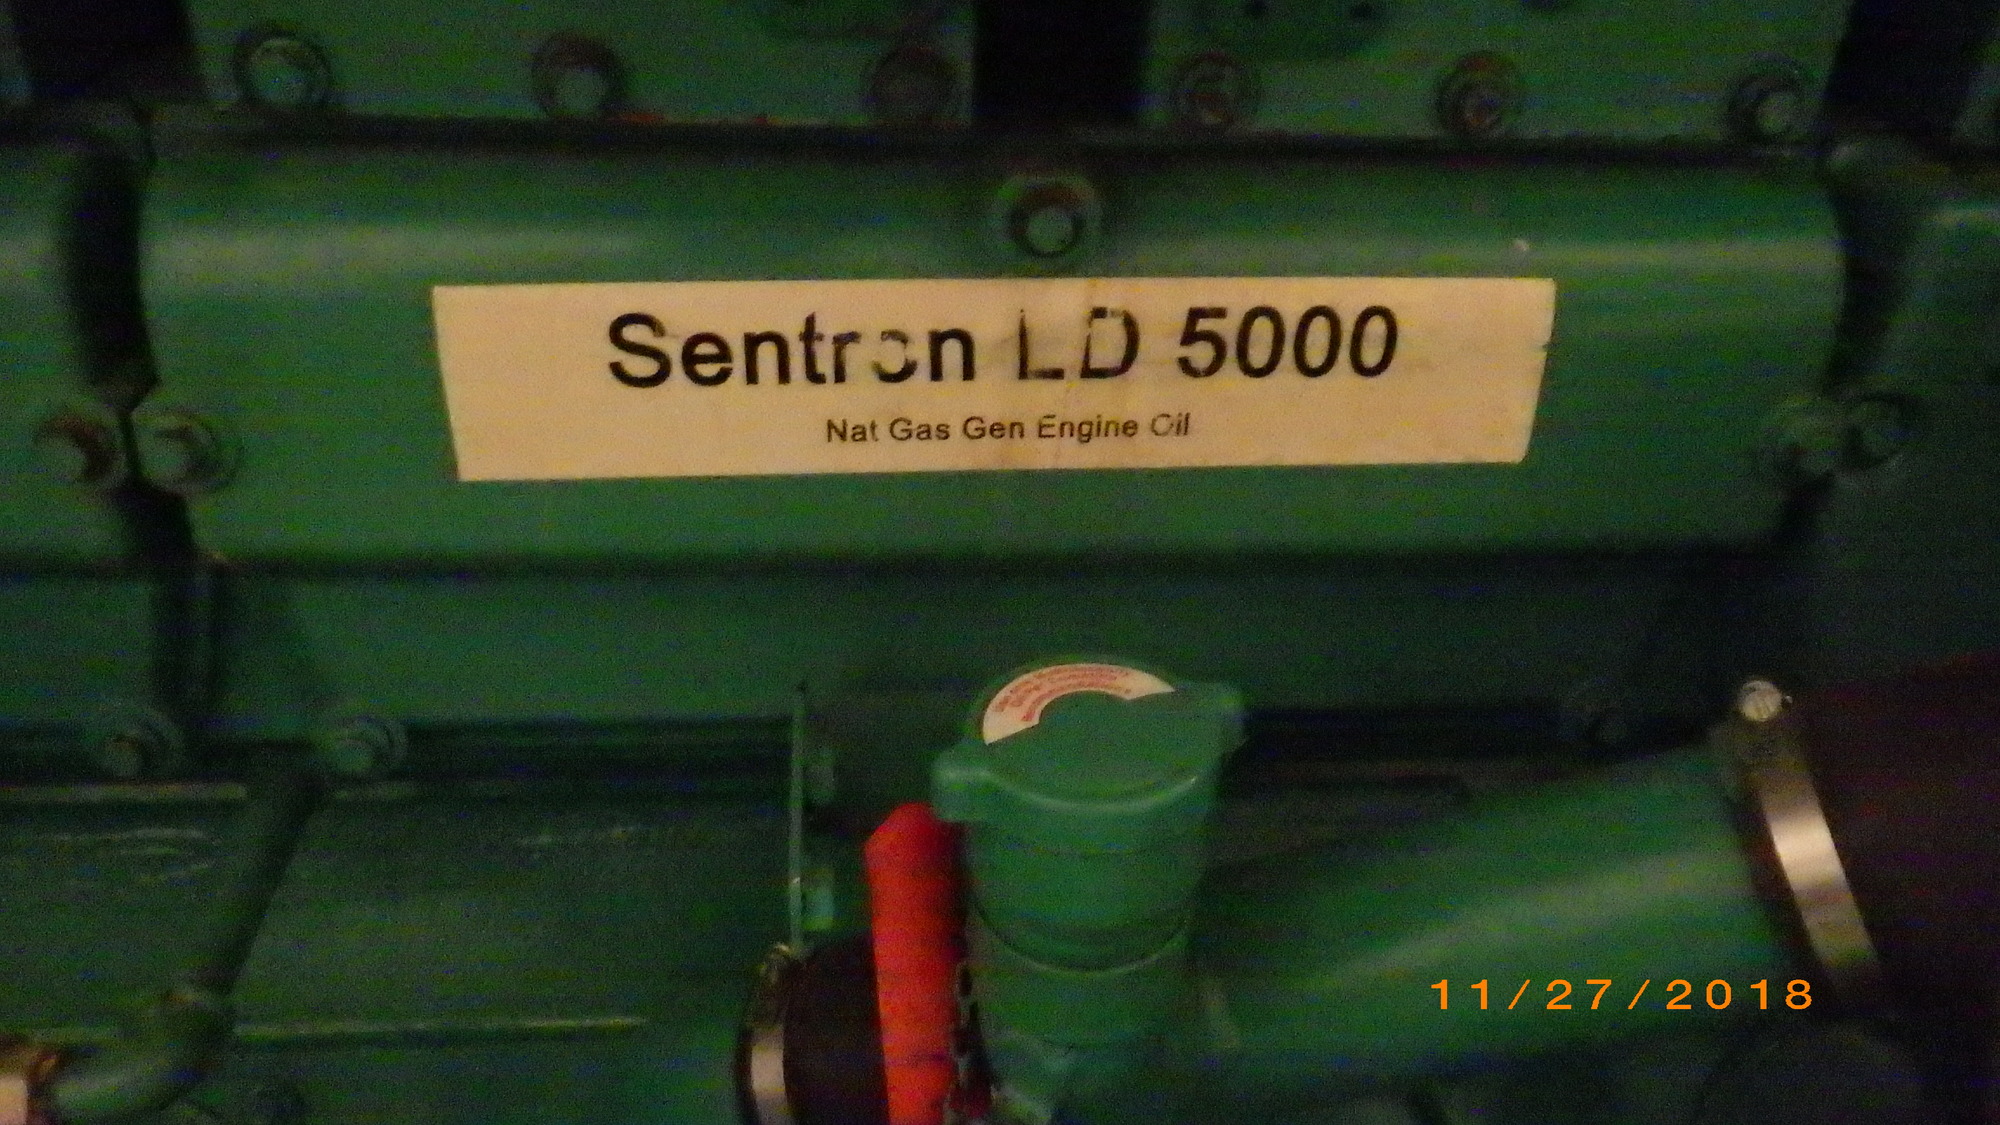 Sentron LD 5000
Nat Gas Gen Engine Oil
11/27/2018